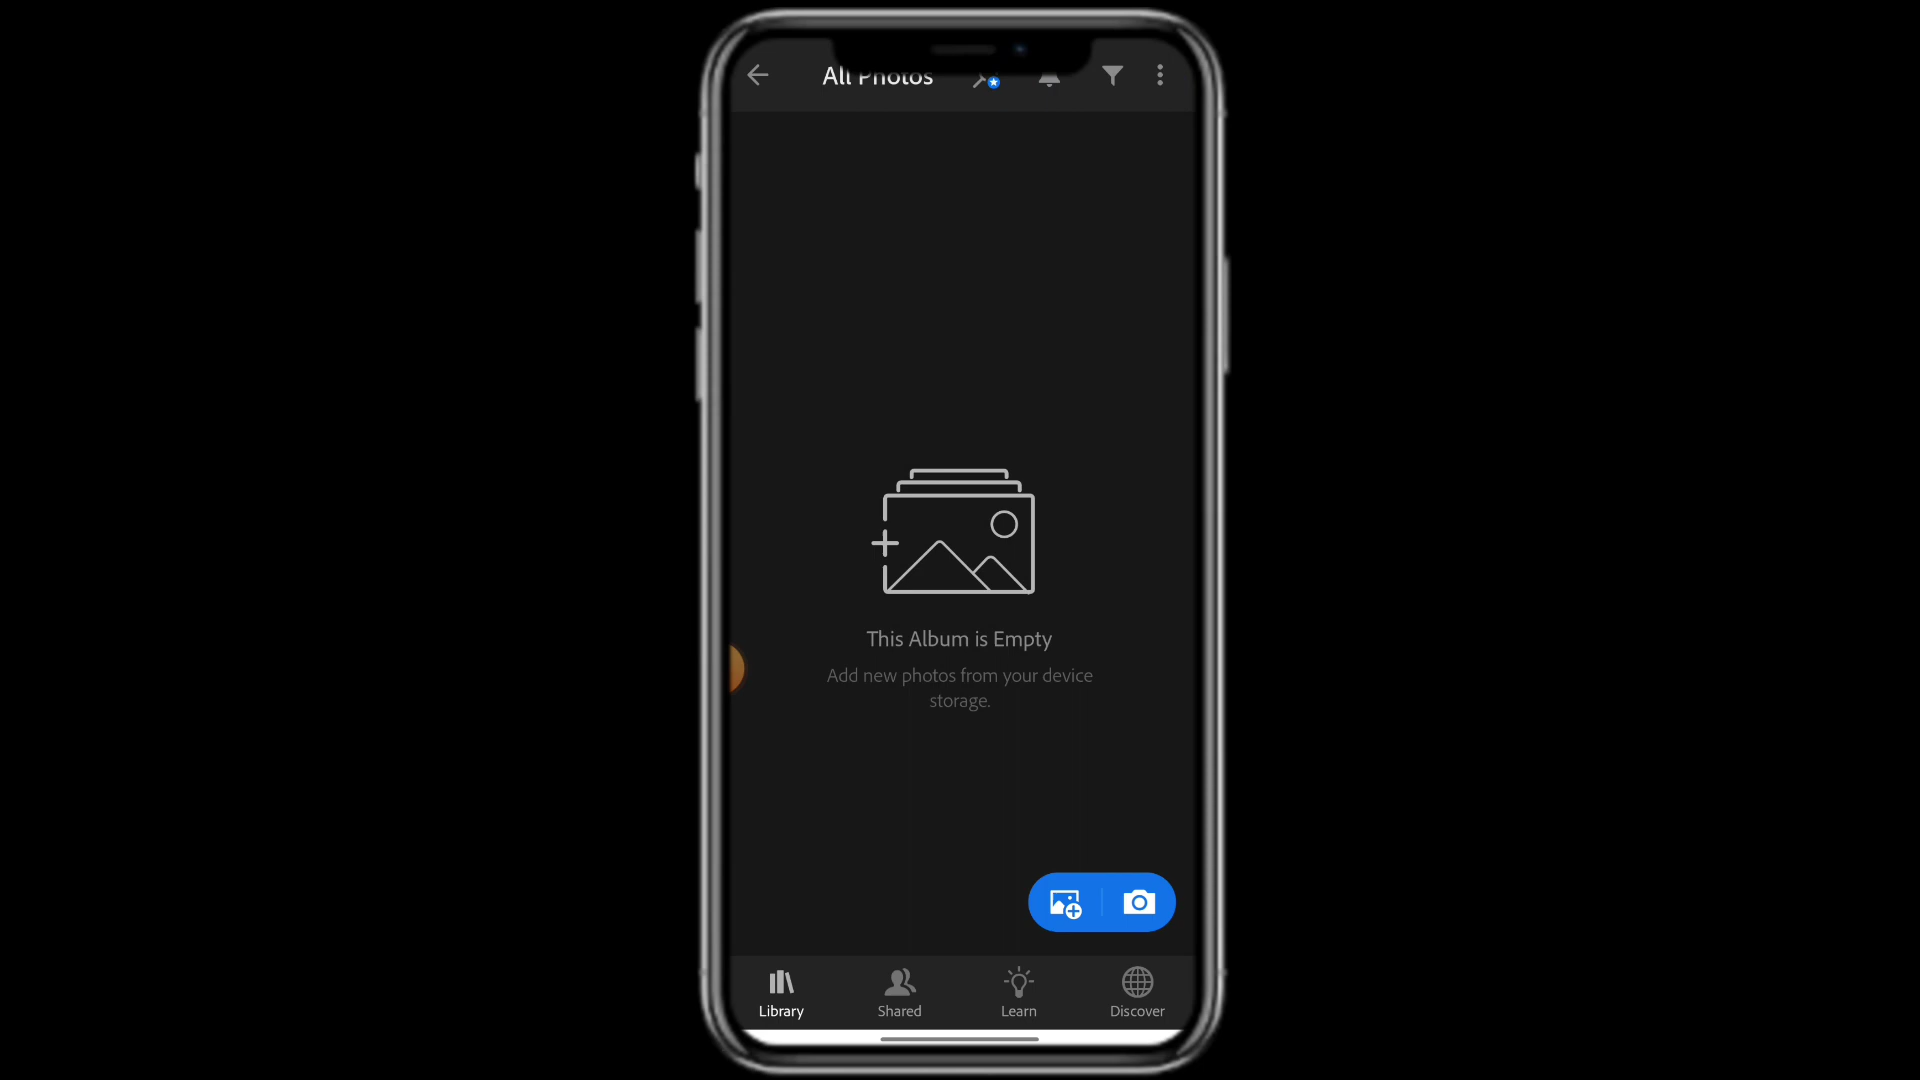 All Photos
This Album is Empty
Add new photos from your device
storage.
Library
Shared
Learn
Discover